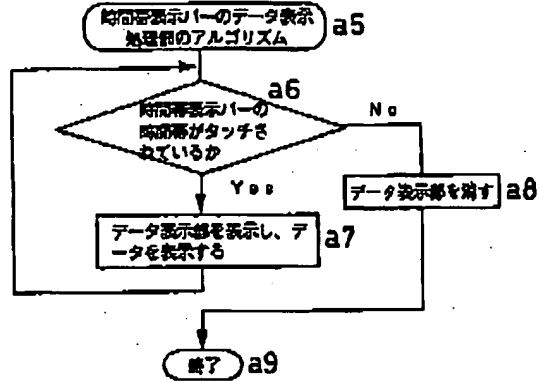 時間帯表示バーのデータ表示
処理個のアルゴリズム
a5
a6
時間帯表示バーの
時間帯がタッチさ
れているか
No
Yes
データ表示部を消す
a8
データ表示部を表示し、デ
ータを表示する
a7
終了
a9